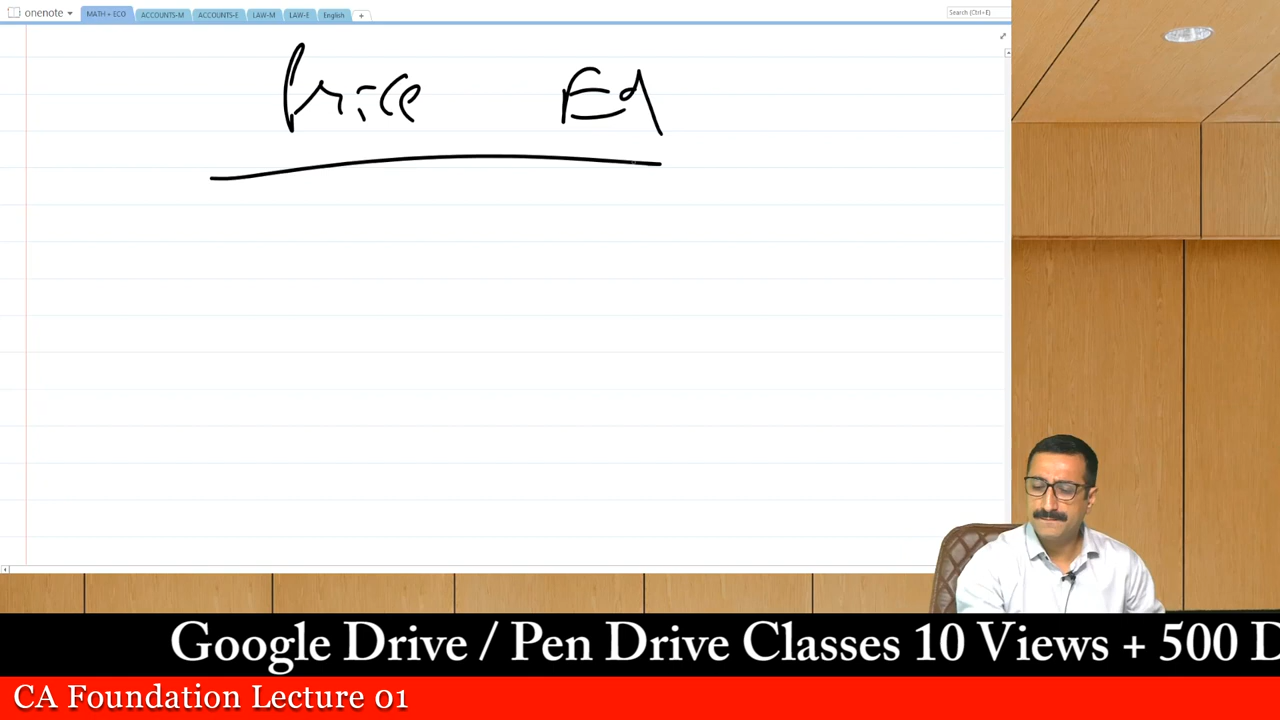 onenote MATH + ECO ACCOUNTS-M ACCOUNTS-E LAW-M LAW-E English + Search (Ctrl+E)
Price Ed
Google Drive / Pen Drive Classes 10 Views + 500 D
CA Foundation Lecture 01